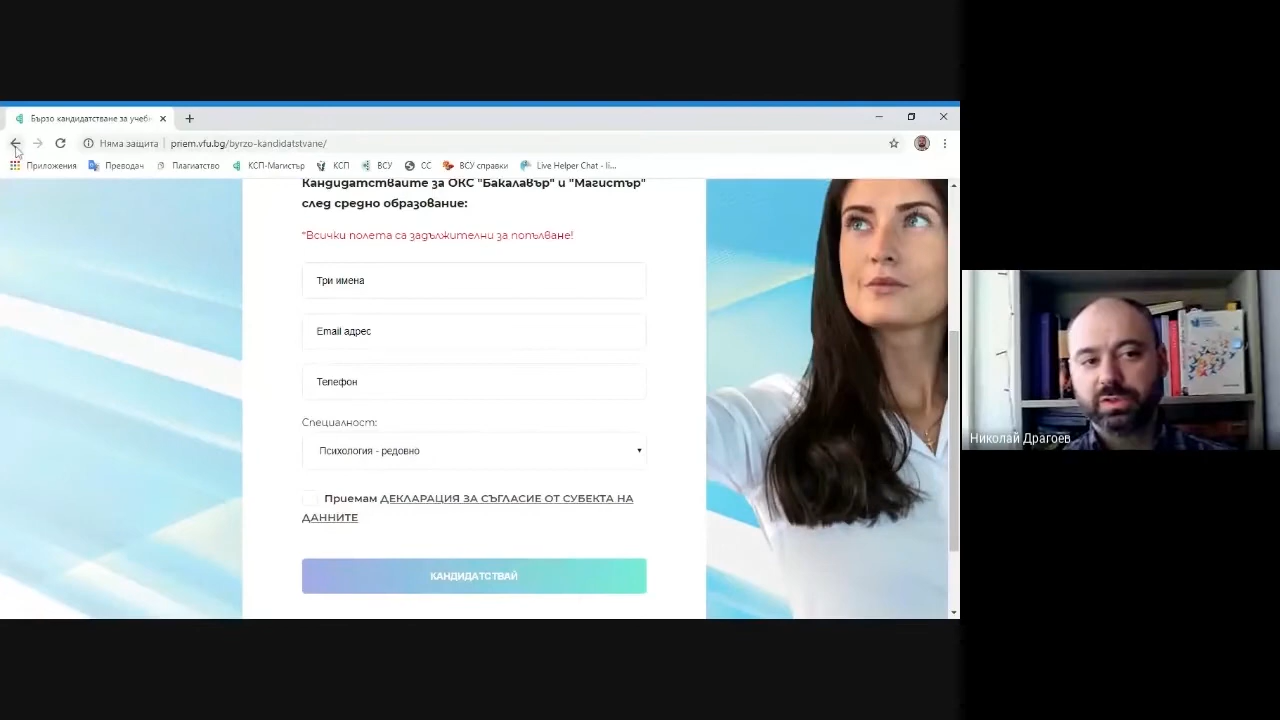 Бързо кандидатстване за учебн
Няма защита
priem.vfu.bg/byrzo-kandidatstvane/
Приложения
Преводач
Плагиатство
КСП-Магистър
КСП
ВСУ
СС
ВСУ справки
Live Helper Chat - li...
Кандидатствайте за ОКС "Бакалавър" и "Магистър"
след средно образование:
*Всички полета са задължителни за попълване!
Три имена
Email адрес
Телефон
Специалност:
Психология - редовно
Приемам ДЕКЛАРАЦИЯ ЗА СЪГЛАСИЕ ОТ СУБЕКТА НА
ДАННИТЕ
КАНДИДАТСТВАЙ
Николай Драгоев